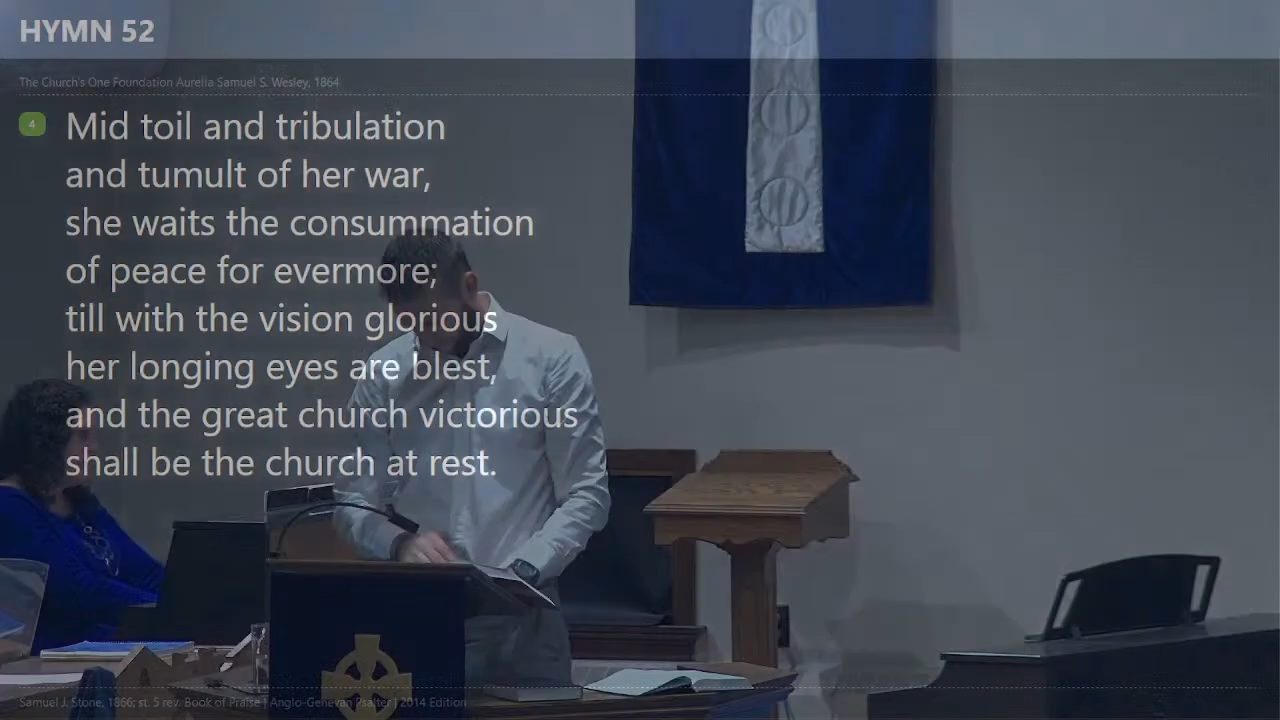 HYMN 52
The Church's One Foundation Aurelia Samuel S. Wesley, 1864
4
Mid toil and tribulation
and tumult of her war,
she waits the consummation
of peace for evermore;
till with the vision glorious
her longing eyes are blest,
and the great church victorious
shall be the church at rest.
Samuel J. Stone, 1866; st. 5 rev. Book of Praise | Anglo-Genevan Psalter | 2014 Edition